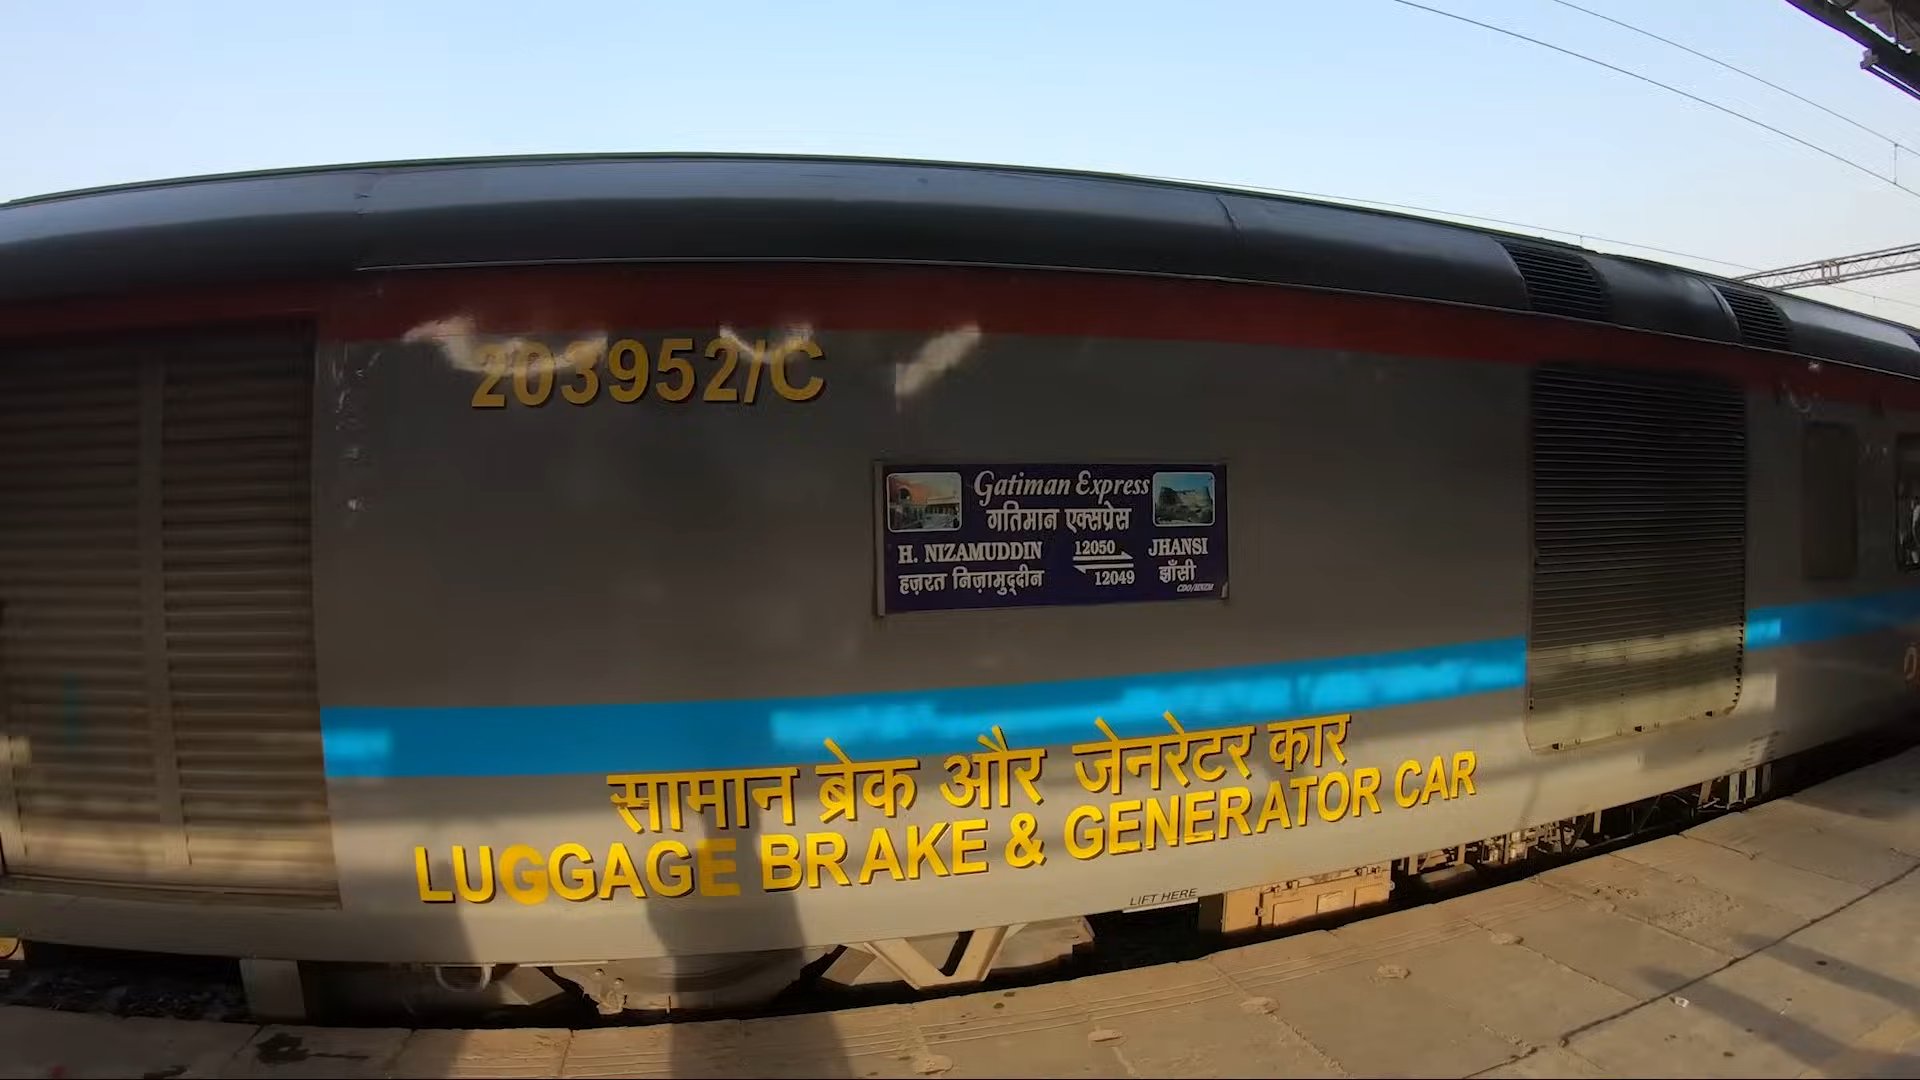 203952/C
Gatiman Express
गतिमान एक्सप्रेस
H. NIZAMUDDIN 12050 JHANSI
हज़रत निज़ामुद्दीन 12049 झाँसी
सामान ब्रेक और जेनरेटर कार
LUGGAGE BRAKE & GENERATOR CAR
LIFT HERE